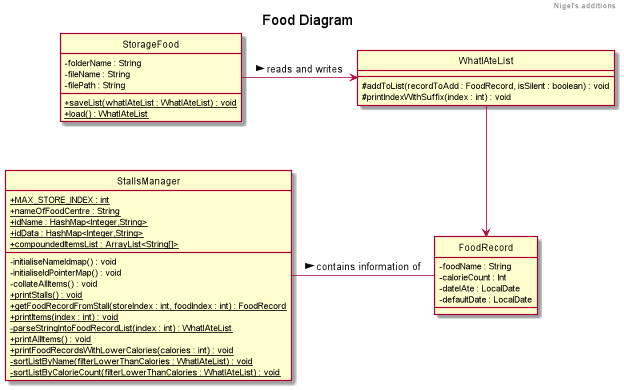 Nigel's additions
Food Diagram
StorageFood
-folderName : String
-fileName : String
-filePath : String
+saveList(whatIAteList : WhatIAteList) : void
+load() : WhatIAteList
reads and writes
WhatIAteList
#addToList(recordToAdd : FoodRecord, isSilent : boolean) : void
#printIndexWithSuffix(index : int) : void
StallsManager
+MAX_STORE_INDEX : int
+nameOfFoodCentre : String
+idName : HashMap<Integer,String>
+idData : HashMap<Integer,String>
+compoundedItemsList : ArrayList<String[]>
-initialiseNameIdmap() : void
-initialiseIdPointermap() : void
-collateAllItems() : void
+printStalls() : void
+getFoodRecordFromStall(storeIndex : int, foodIndex : int) : FoodRecord
+printItems(index : int) : void
-parseStringIntoFoodRecordList(index : int) : WhatIAteList
+printAllItems() : void
+printFoodRecordsWithLowerCalories(calories : int) : void
-sortListByName(filterLowerThanCalories : WhatIAteList) : void
-sortListByCalorieCount(filterLowerThanCalories : WhatIAteList) : void
contains information of
FoodRecord
-foodName : String
-calorieCount : Int
-dateIAte : LocalDate
-defaultDate : LocalDate